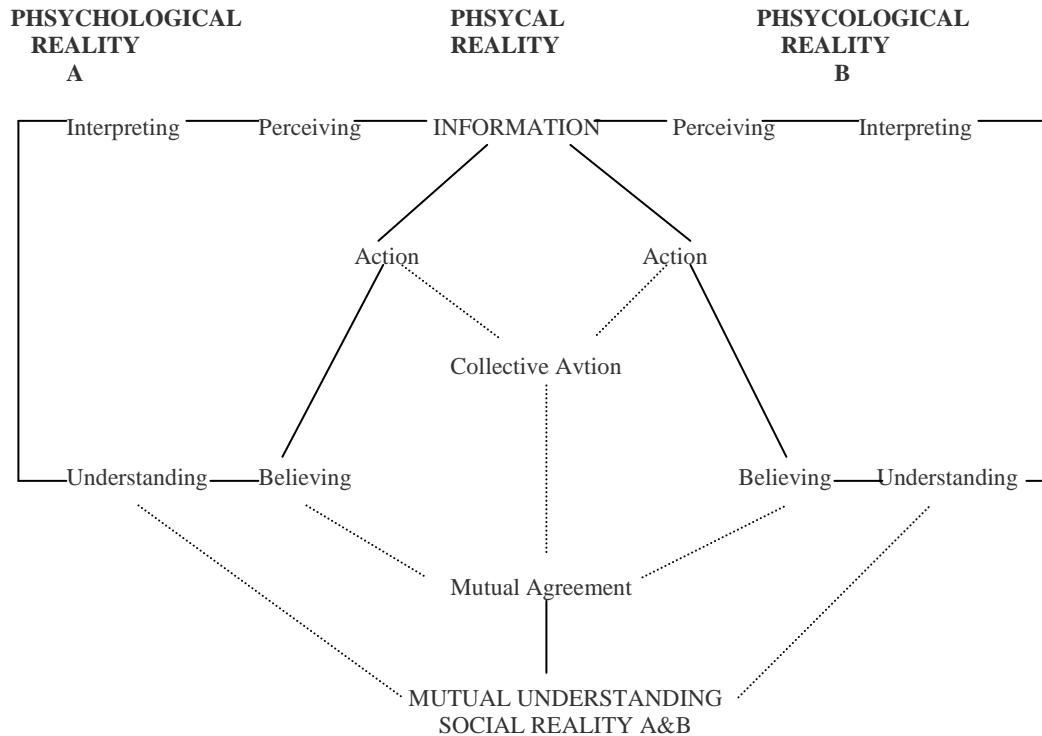 PHSYCHOLOGICAL
REALITY
A
PHSYCAL
REALITY
PHSYCOLOGICAL
REALITY
B
Interpreting Perceiving INFORMATION Perceiving Interpreting
Action Action
Collective Avtion
Understanding Believing Believing Understanding
Mutual Agreement
MUTUAL UNDERSTANDING
SOCIAL REALITY A&B